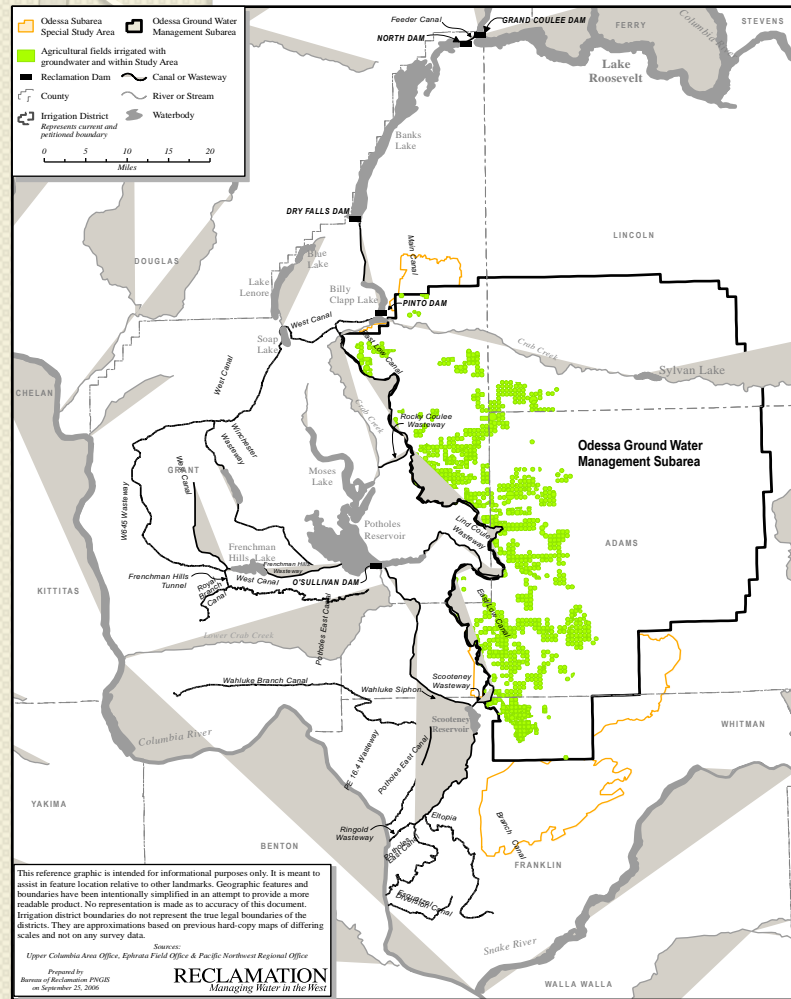 Odessa Subarea
Special Study Area
Odessa Ground Water
Management Subarea
Agricultural fields irrigated with
groundwater and within Study Area
Reclamation Dam
Canal or Wasteway
County
River or Stream
Irrigation District
Represents current and
petitioned boundary
Waterbody
0 5 10 20
Miles
Feeder Canal
GRAND COULEE DAM
NORTH DAM
FERRY
STEVENS
Columbia River
Lake
Roosevelt
Banks
Lake
DRY FALLS DAM
LINCOLN
DOUGLAS
Blue
Lake
Main Canal
Lake
Lenore
Billy
Clapp Lake
PINTO DAM
West Canal
Soap
Lake
East Low Canal
Crab Creek
Sylvan Lake
West Canal
CHELAN
Crab Creek
Rocky Coulee
Wasteway
Winchester
Wasteway
Odessa Ground Water
Management Subarea
West Canal
GRANT
Moses
Lake
W645 Wasteway
Potholes
Reservoir
Lind Coulee
Wasteway
ADAMS
Frenchman
Hills Lake
Frenchman Hills
Wasteway
Frenchman Hills
Tunnel
West Canal
O'SULLIVAN DAM
Royal
Branch
Canal
KITTITAS
East Low Canal
Potholes East Canal
Lower Crab Creek
Scooteney
Wasteway
Wahluke Branch Canal
Wahluke Siphon
Scooteney
Reservoir
WHITMAN
Columbia River
PE 16.4 Wasteway
Potholes East Canal
YAKIMA
Eltopia
Branch Canal
Ringold
Wasteway
BENTON
Potholes
East Canal
FRANKLIN
Esquatzel
Diversion Canal
Snake River
WALLA WALLA
This reference graphic is intended for informational purposes only. It is meant to
assist in feature location relative to other landmarks. Geographic features and
boundaries have been intentionally simplified in an attempt to provide a more
readable product. No representation is made as to accuracy of this document.
Irrigation district boundaries do not represent the true legal boundaries of the
districts. They are approximations based on previous hard-copy maps of differing
scales and not on any survey data.
Sources:
Upper Columbia Area Office, Ephrata Field Office & Pacific Northwest Regional Office
Prepared by
Bureau of Reclamation PNGIS
on September 25, 2006
RECLAMATION
Managing Water in the West